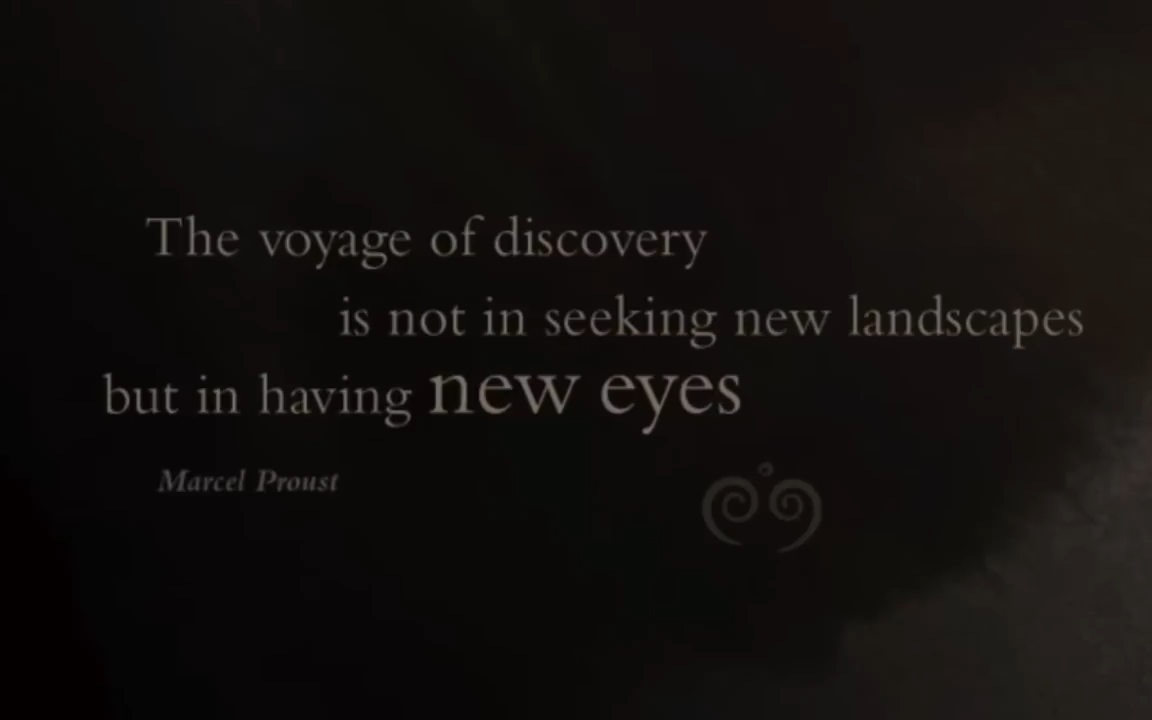 The voyage of discovery
is not in seeking new landscapes
but in having new eyes
Marcel Proust